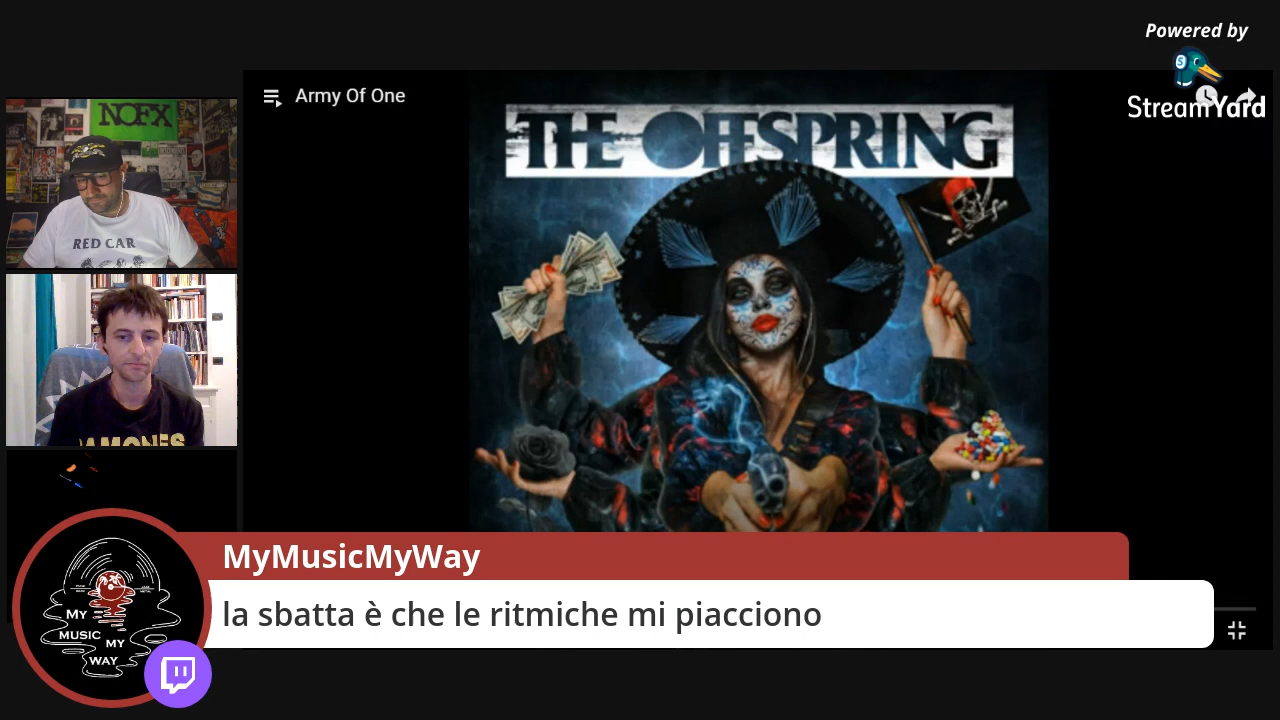 Powered by
StreamYard
Army Of One
THE OFFSPRING
NOFX
RED CAR
RAMONES
MyMusicMyWay
la sbatta è che le ritmiche mi piacciono
MY
MUSIC MY
WAY